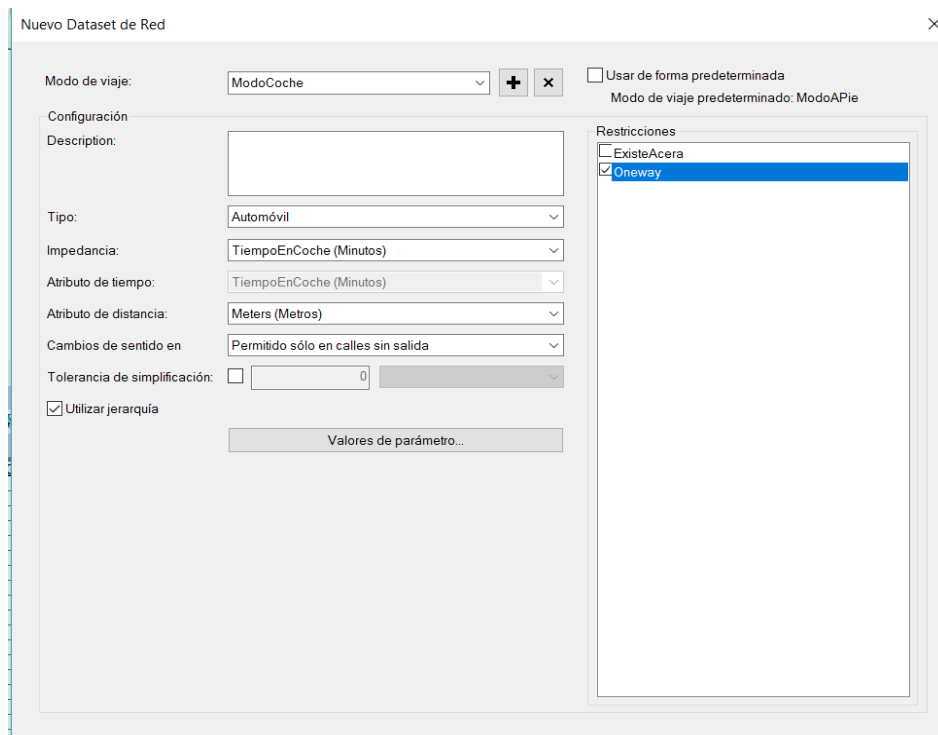 Nuevo Dataset de Red
Modo de viaje: ModoCoche
Usar de forma predeterminada
Modo de viaje predeterminado: ModoAPie
Configuración
Description:
Tipo: Automóvil
Impedancia: TiempoEnCoche (Minutos)
Atributo de tiempo: TiempoEnCoche (Minutos)
Atributo de distancia: Meters (Metros)
Cambios de sentido en Permitido sólo en calles sin salida
Tolerancia de simplificación: 0
Utilizar jerarquía
Valores de parámetro...
Restricciones
ExisteAcera
Oneway